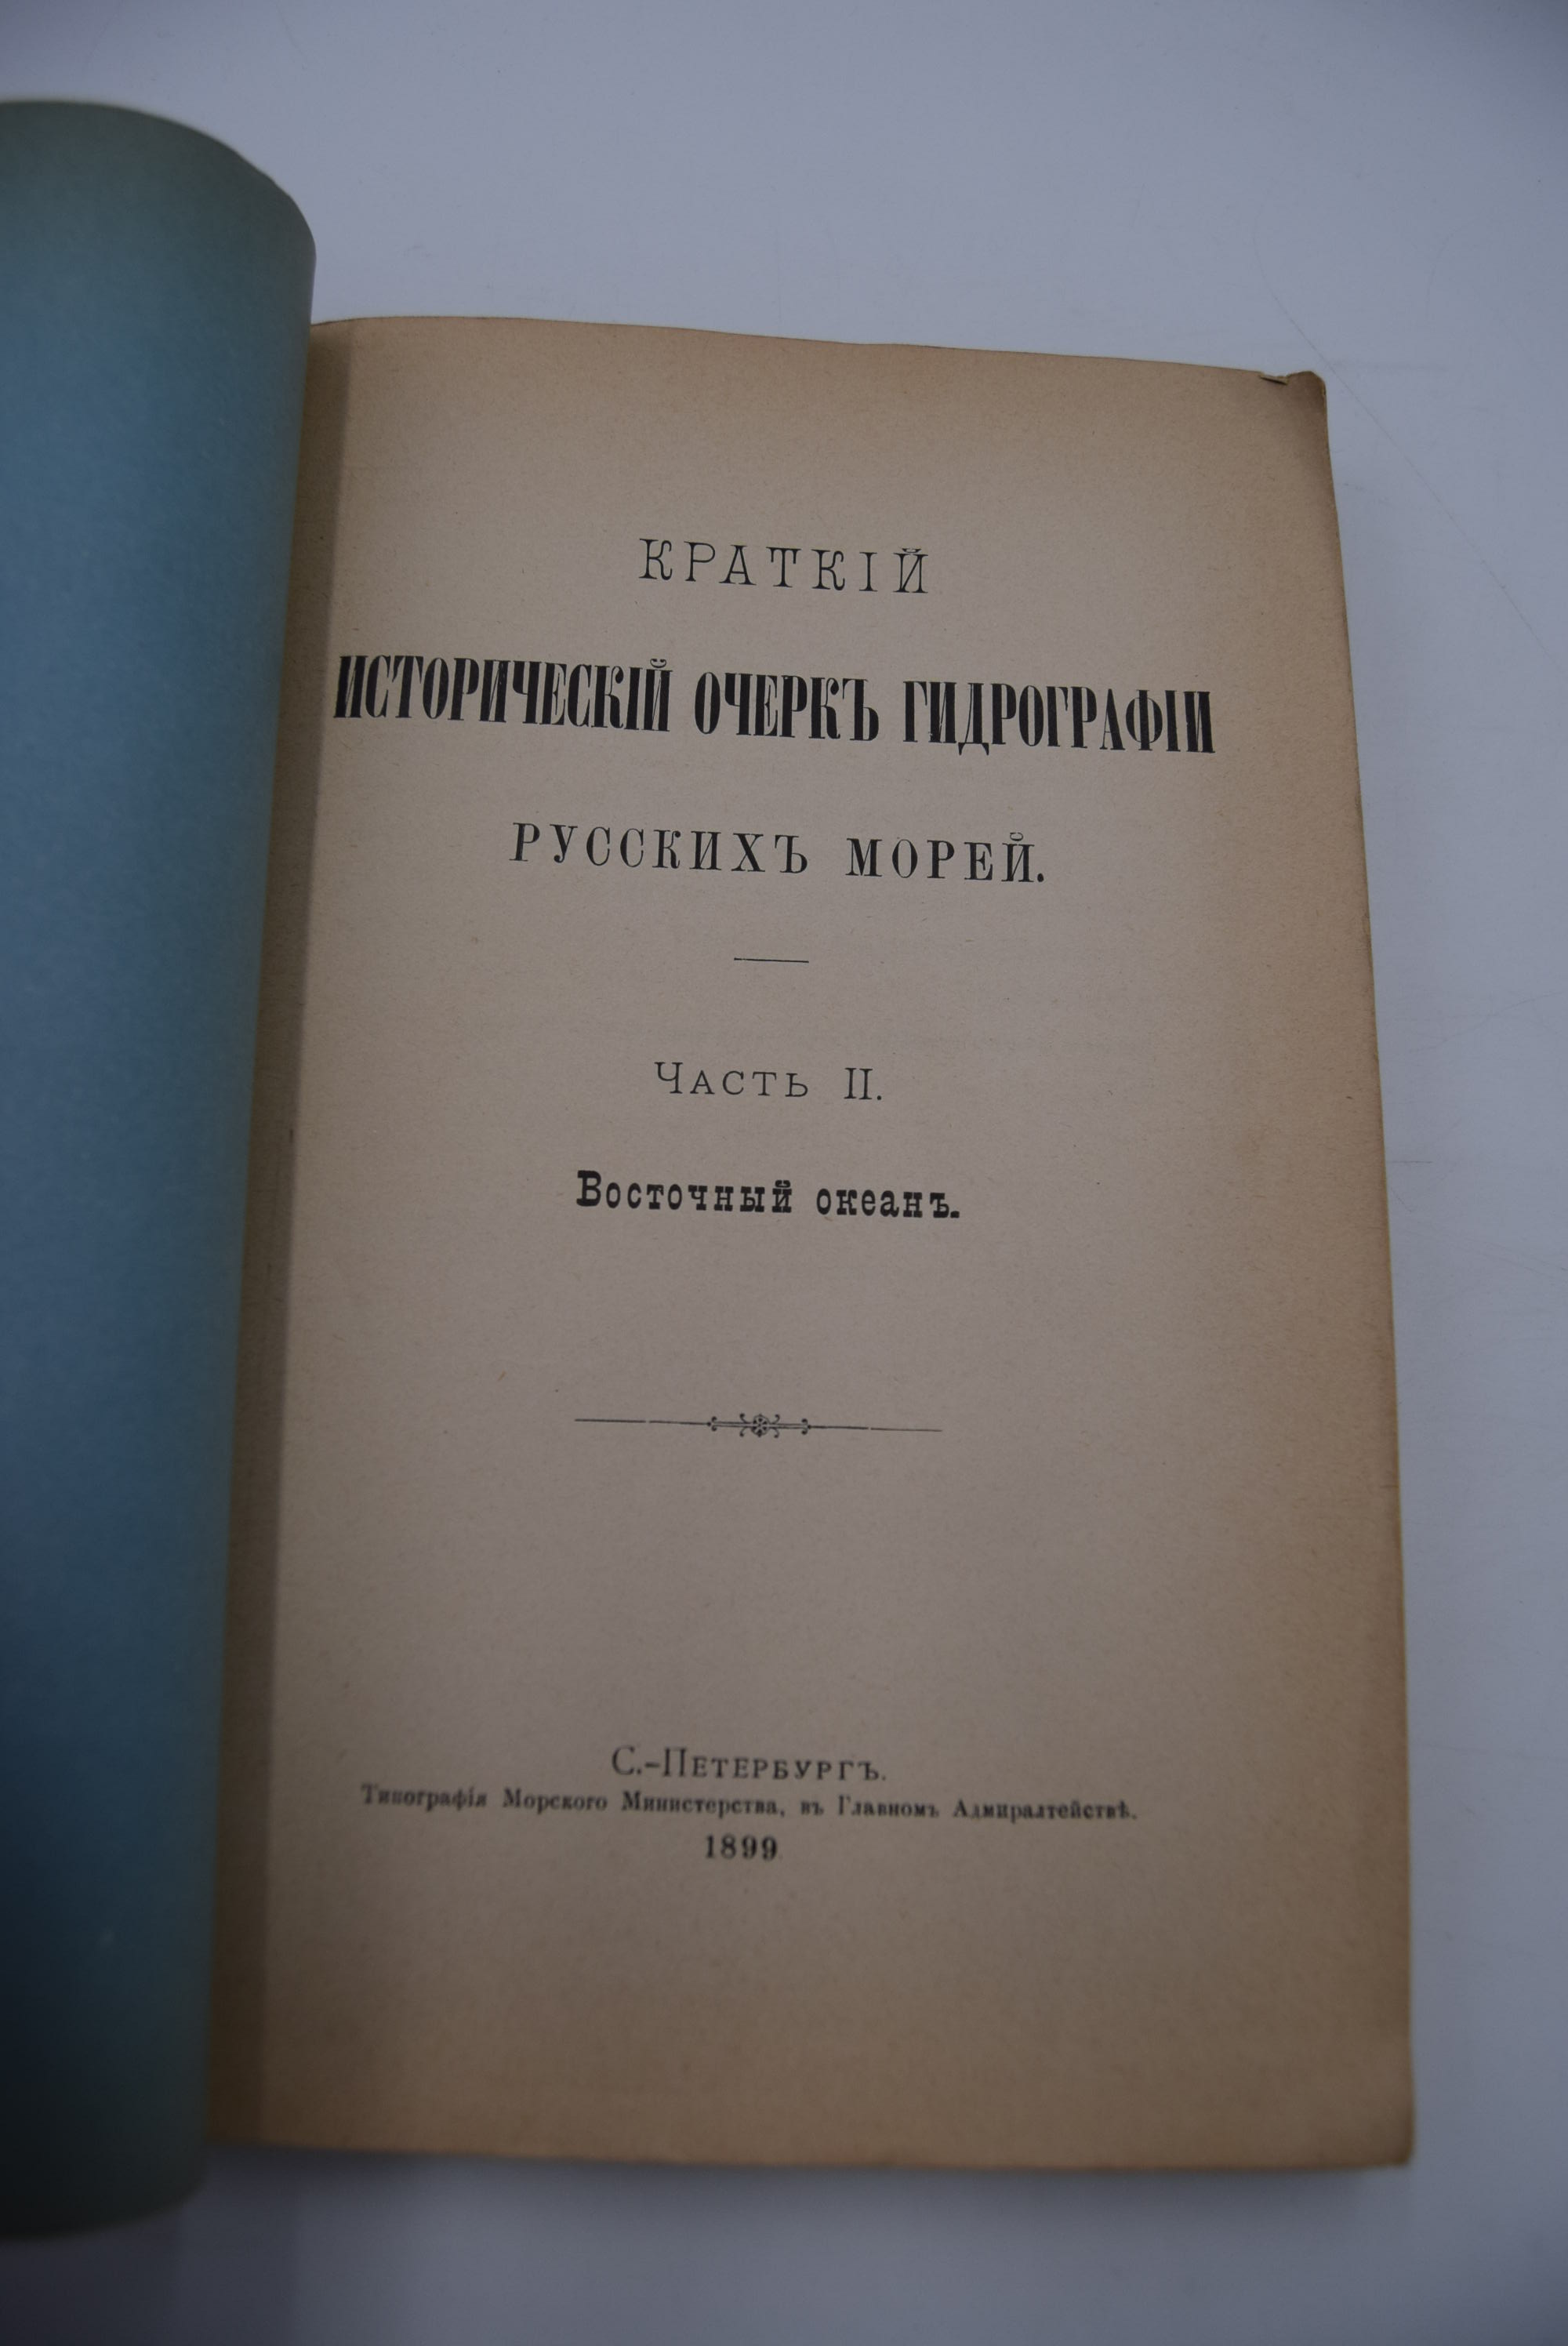 КРАТКІЙ
ИСТОРИЧЕСКІЙ ОЧЕРКЪ ГИДРОГРАФІИ
РУССКИХЪ МОРЕЙ.
Часть II.
Восточный океанъ.
С.-Петербургъ.
Типографія Морского Министерства, въ Главномъ Адмиралтействѣ.
1899